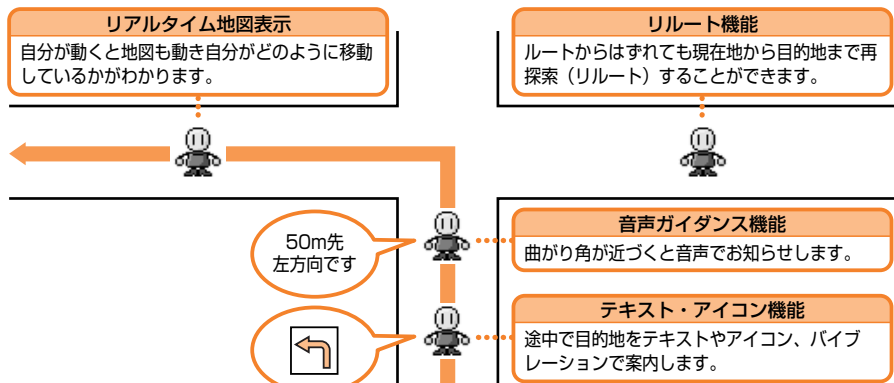 リアルタイム地図表示
自分が動くと地図も動き自分がどのように移動
しているかがわかります。
リルート機能
ルートからはずれても現在地から目的地まで再
探索（リルート）することができます。
50m先
左方向です
音声ガイダンス機能
曲がり角が近づくと音声でお知らせします。
テキスト・アイコン機能
途中で目的地をテキストやアイコン、バイブ
レーションで案内します。